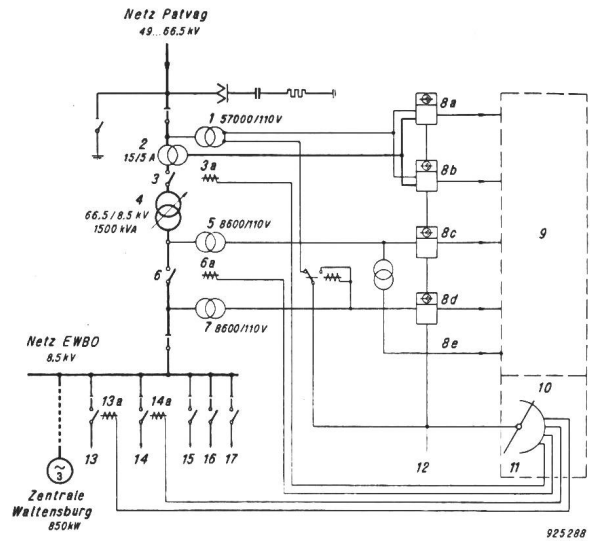 Netz Patvag
49...66.5 kV
1 57000/110V
2
15/5 A
3
3a
4
66.5/8.5 kV
1500 kVA
5 8600/110V
6
6a
7 8600/110V
8a
8b
8c
8d
8e
9
10
11
12
Netz EWBO
8.5 kV
13a
14a
13
14
15
16
17
~
3
Zentrale
Waltensburg
850kW
925288